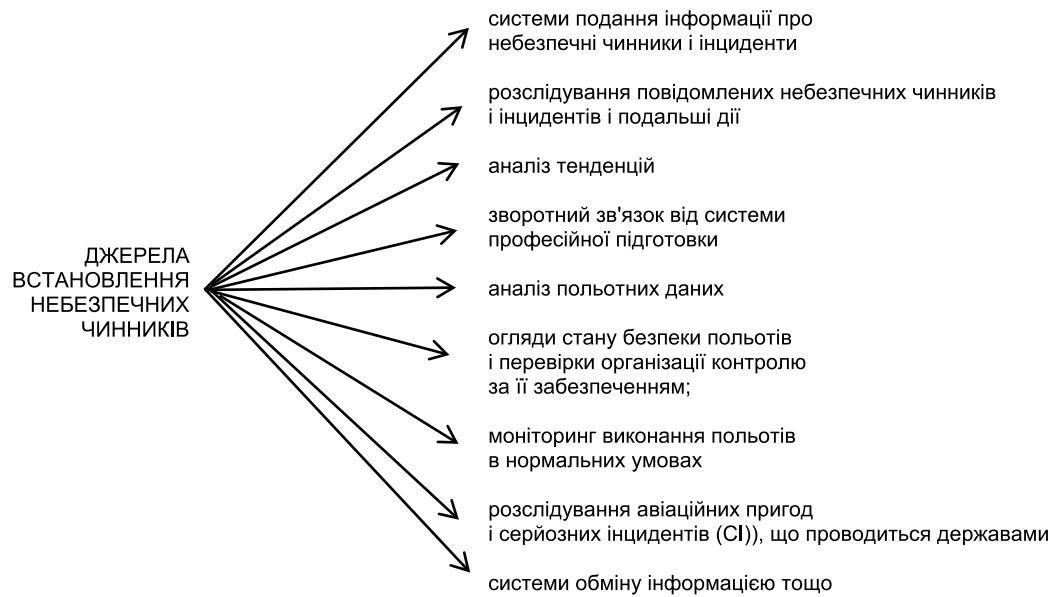 ДЖЕРЕЛА
ВСТАНОВЛЕННЯ
НЕБЕЗПЕЧНИХ
ЧИННИКІВ
системи подання інформації про
небезпечні чинники і інциденти
розслідування повідомлених небезпечних чинників
і інцидентів і подальші дії
аналіз тенденцій
зворотний зв'язок від системи
професійної підготовки
аналіз польотних даних
огляди стану безпеки польотів
і перевірки організації контролю
за її забезпеченням;
моніторинг виконання польотів
в нормальних умовах
розслідування авіаційних пригод
і серйозних інцидентів (СІ)), що проводиться державами
системи обміну інформацією тощо